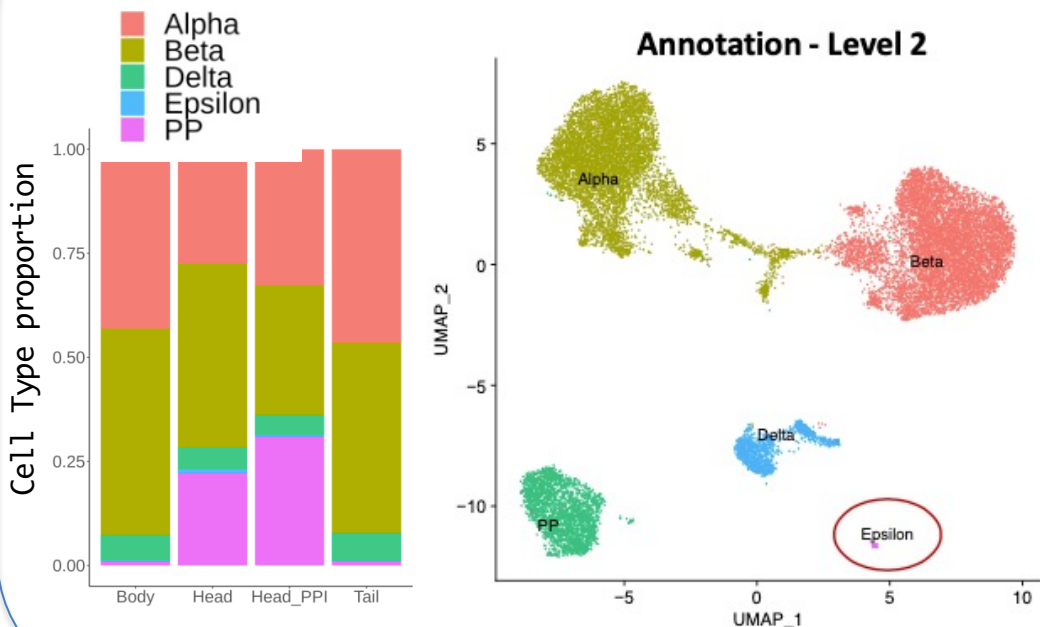 Alpha
Beta
Delta
Epsilon
PP
Cell Type proportion
1.00
0.75
0.50
0.25
0.00
Body
Head
Head_PPI
Tail
Annotation - Level 2
UMAP_2
5
0
−5
−10
Alpha
Beta
Delta
PP
Epsilon
−5
0
5
10
UMAP_1